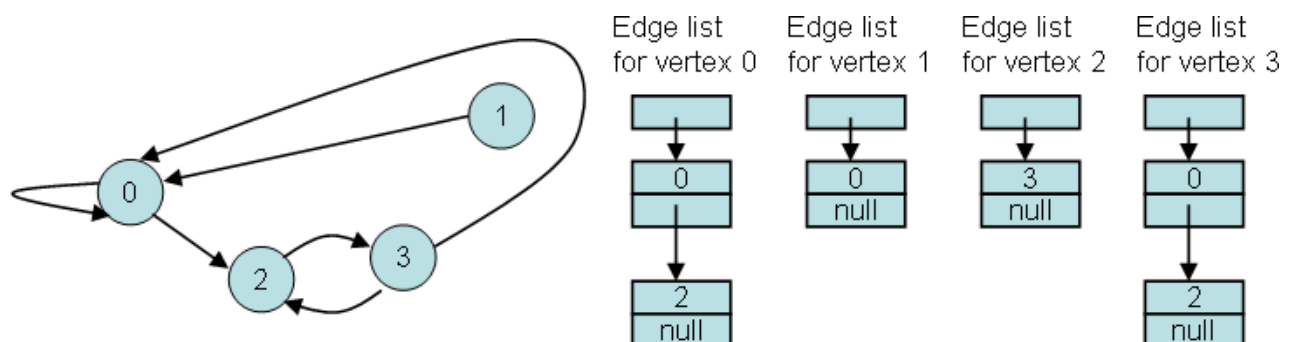 1
0
2
3
Edge list
for vertex 0
0
2
null
Edge list
for vertex 1
0
null
Edge list
for vertex 2
3
null
Edge list
for vertex 3
0
2
null